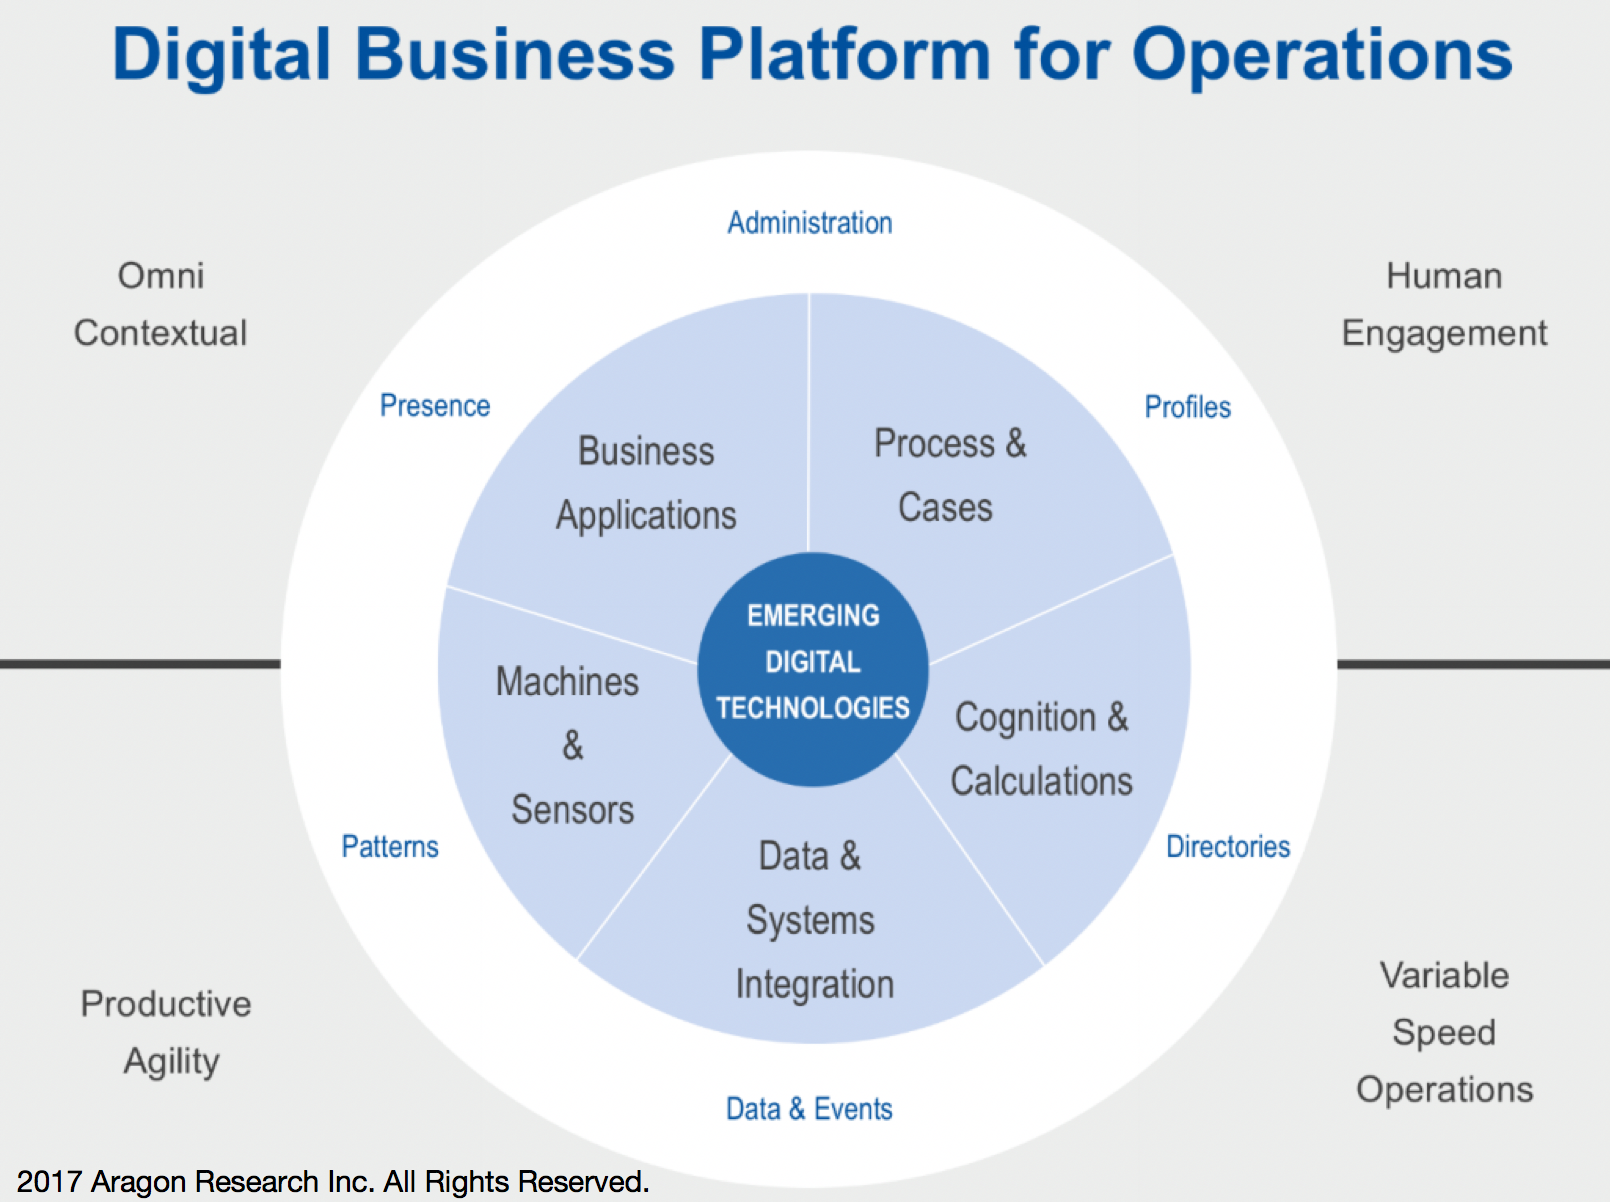 Digital Business Platform for Operations
Administration
Omni
Contextual
Human
Engagement
Presence
Profiles
Business
Applications
Process &
Cases
EMERGING
DIGITAL
TECHNOLOGIES
Machines
&
Sensors
Cognition &
Calculations
Patterns
Directories
Data &
Systems
Integration
Productive
Agility
Variable
Speed
Operations
Data & Events
2017 Aragon Research Inc. All Rights Reserved.